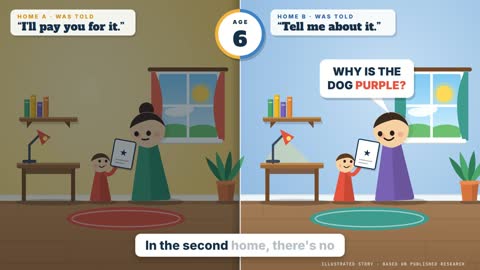 HOME A · WAS TOLD
"I'll pay you for it."
AGE
6
HOME B · WAS TOLD
"Tell me about it."
WHY IS THE
DOG PURPLE?
In the second home, there's no
ILLUSTRATED STORY · BASED ON PUBLISHED RESEARCH